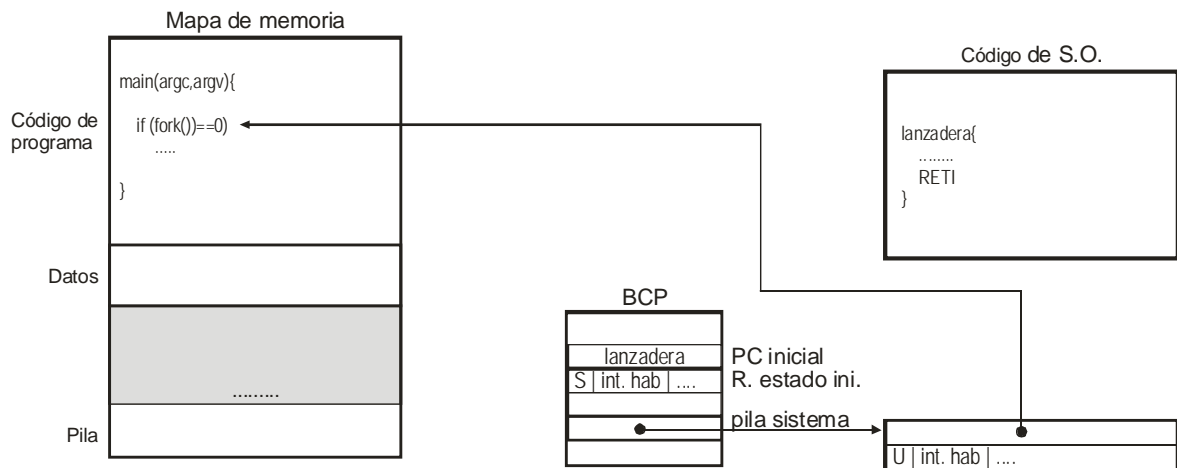 Mapa de memoria
Código de programa
main(argc,argv){
if (fork())==0)
.....
}
Datos
.........
Pila
Código de S.O.
lanzadera{
........
RETI
}
BCP
lanzadera
PC inicial
S | int. hab | ....
R. estado ini.
pila sistema
U | int. hab | ....